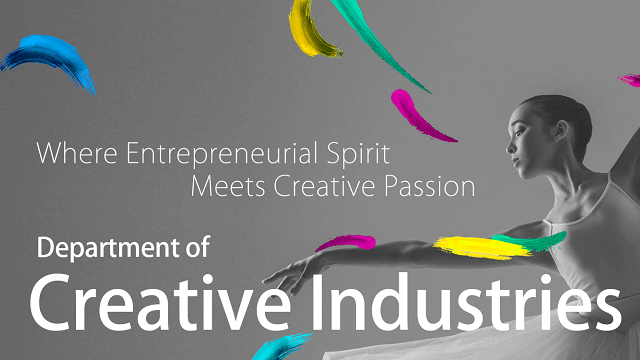 Where Entrepreneurial Spirit
Meets Creative Passion
Department of
Creative Industries